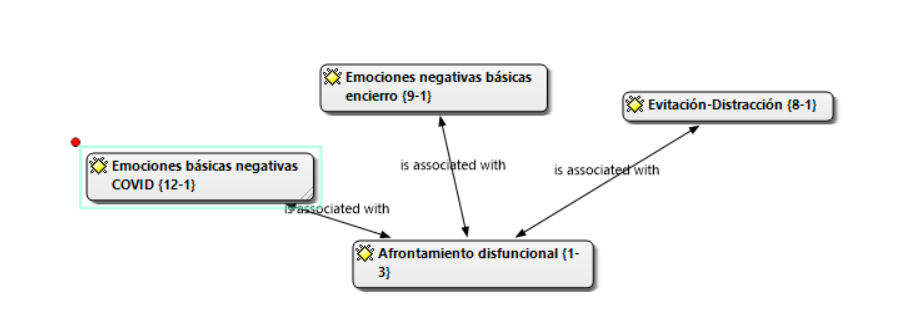 Emociones negativas básicas
encierro {9-1}
Evitación-Distracción {8-1}
is associated with
is associated with
Emociones básicas negativas
COVID {12-1}
is associated with
Afrontamiento disfuncional {1-
3}